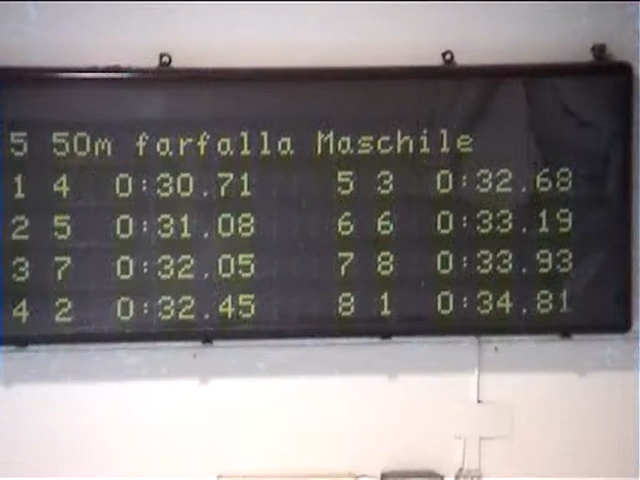 5 50m farfalla Maschile
1 4 0:30.71 5 3 0:32.68
2 5 0:31.08 6 6 0:33.19
3 7 0:32.05 7 8 0:33.93
4 2 0:32.45 8 1 0:34.81